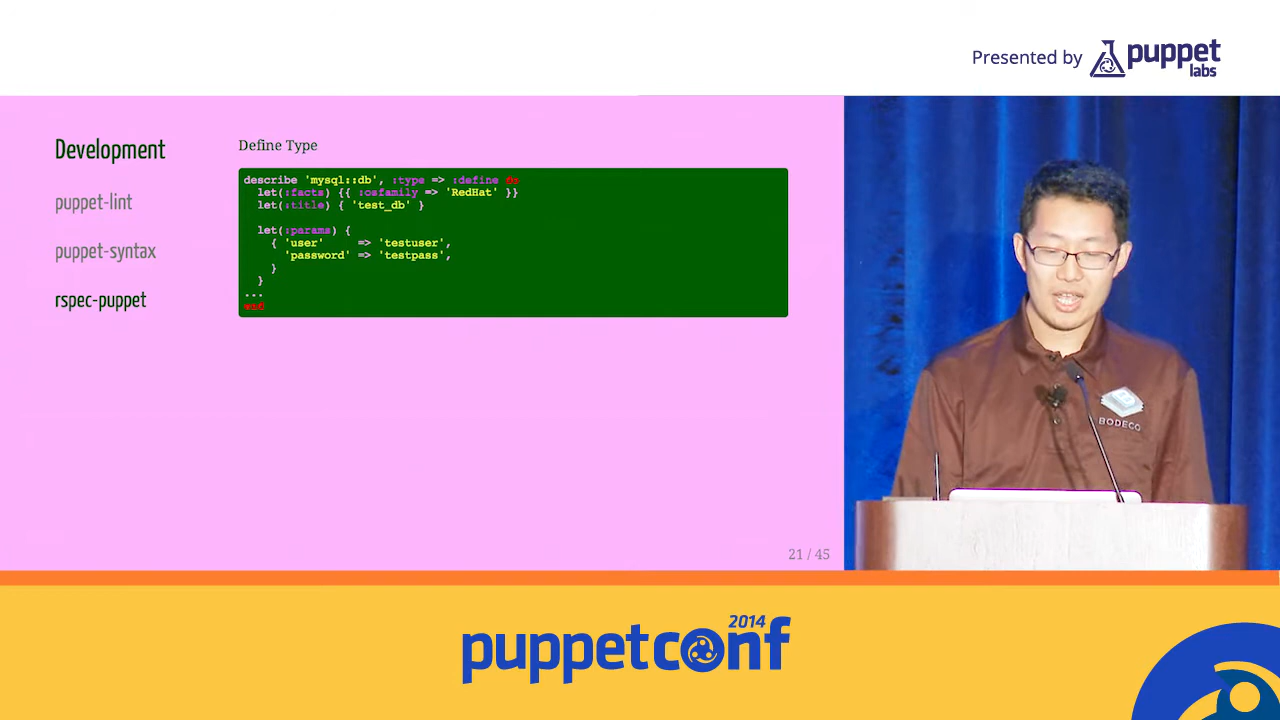 Presented by puppet labs
Development
puppet-lint
puppet-syntax
rspec-puppet
Define Type
describe 'mysql::db', :type => :define do
  let(:facts) {{ :osfamily => 'RedHat' }}
  let(:title) { 'test_db' }
  let(:params) {
    { 'user'     => 'testuser',
      'password' => 'testpass',
    }
  }
...
end
21 / 45
BODECO
puppetconf 2014